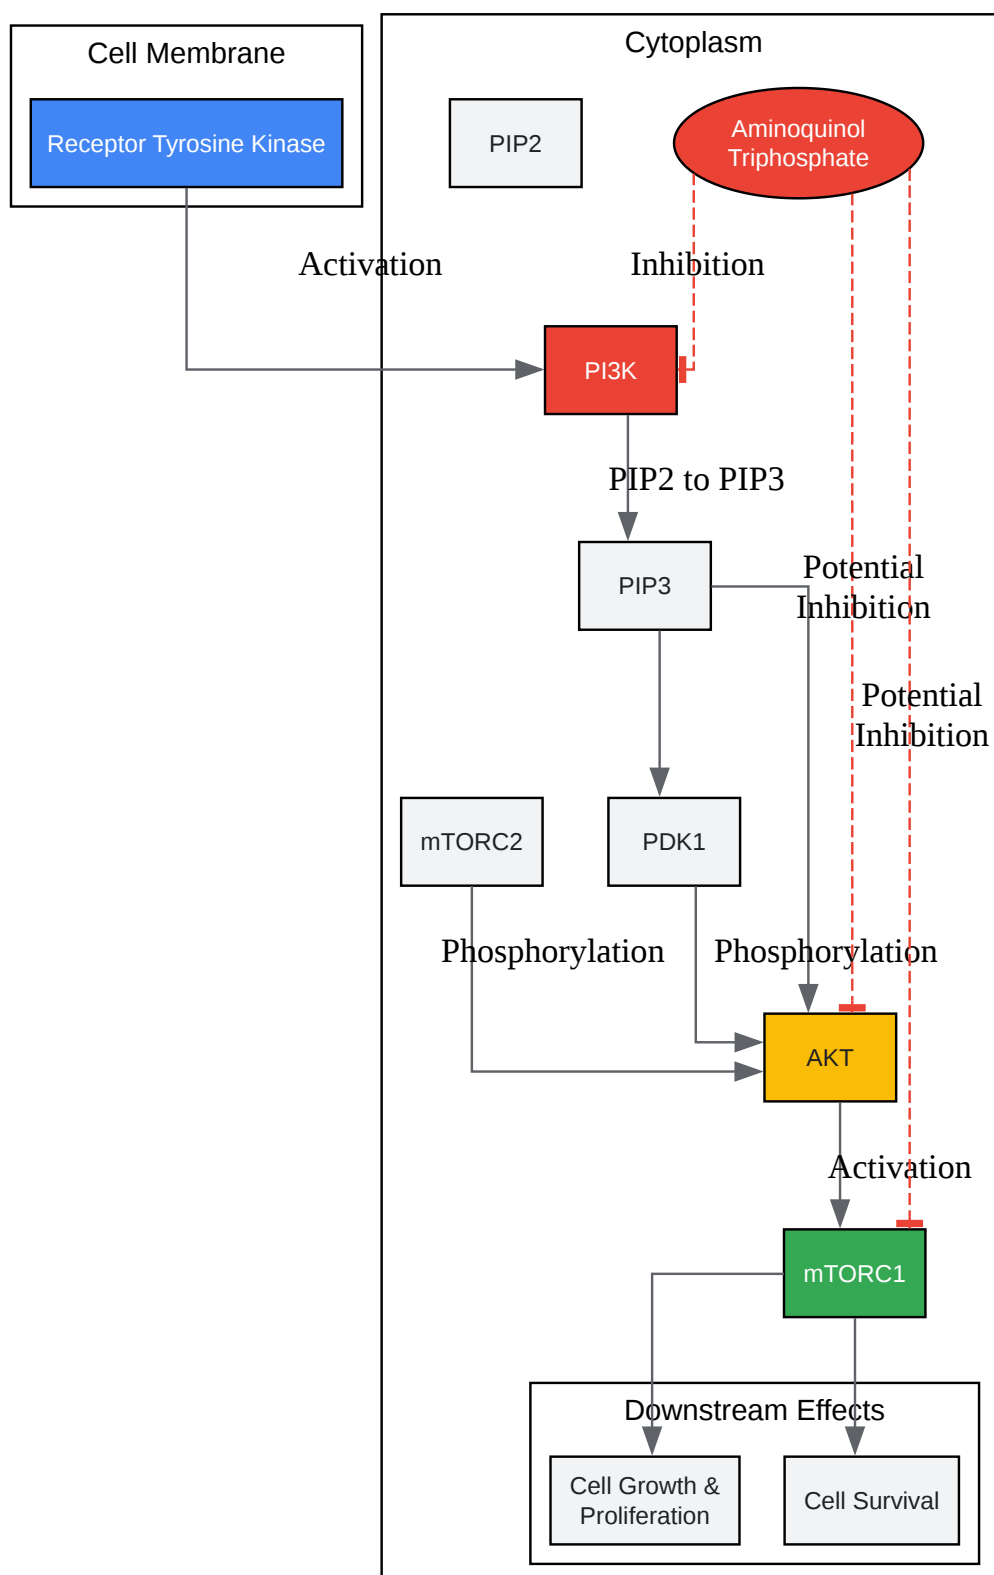 Cell Membrane
Cytoplasm
Receptor Tyrosine Kinase
PIP2
Aminoquinol
Triphosphate
Activation
Inhibition
PI3K
PIP2 to PIP3
PIP3
Potential
Inhibition
Potential
Inhibition
mTORC2
PDK1
Phosphorylation
Phosphorylation
AKT
Activation
mTORC1
Downstream Effects
Cell Growth &
Proliferation
Cell Survival